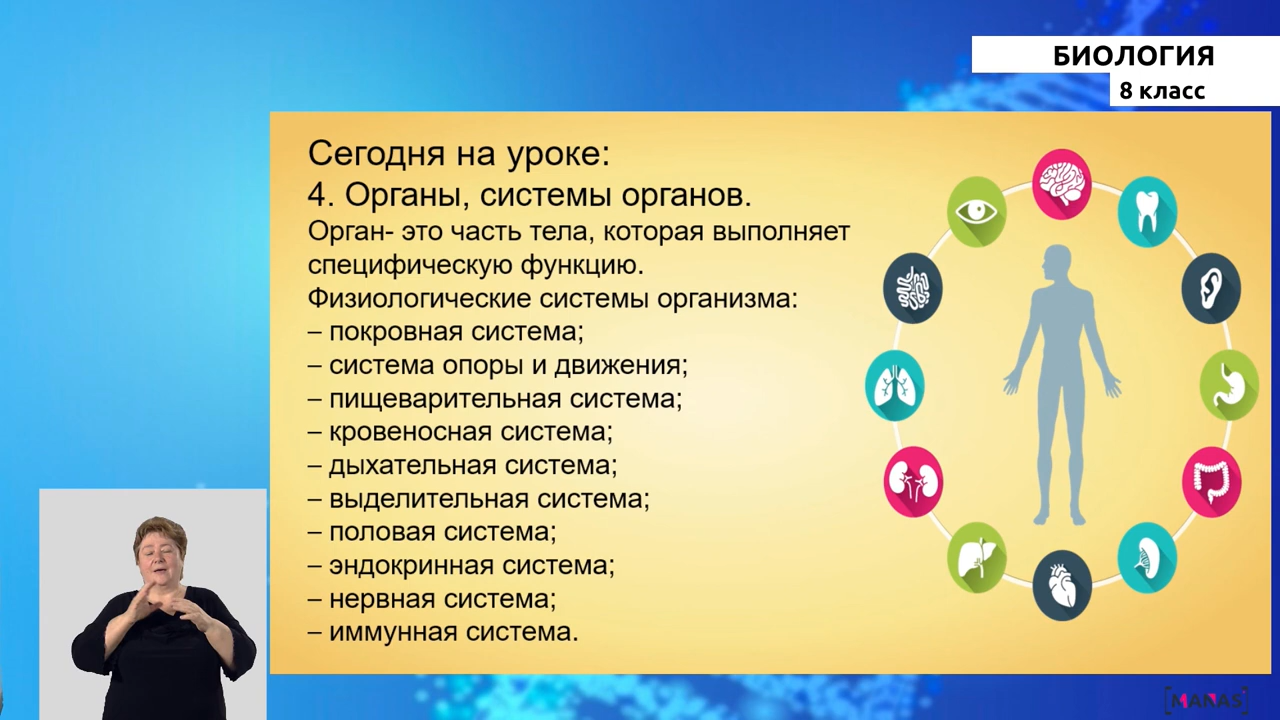 БИОЛОГИЯ
8 класс
Сегодня на уроке:
4. Органы, системы органов.
Орган- это часть тела, которая выполняет
специфическую функцию.
Физиологические системы организма:
– покровная система;
– система опоры и движения;
– пищеварительная система;
– кровеносная система;
– дыхательная система;
– выделительная система;
– половая система;
– эндокринная система;
– нервная система;
– иммунная система.
[MANAS]